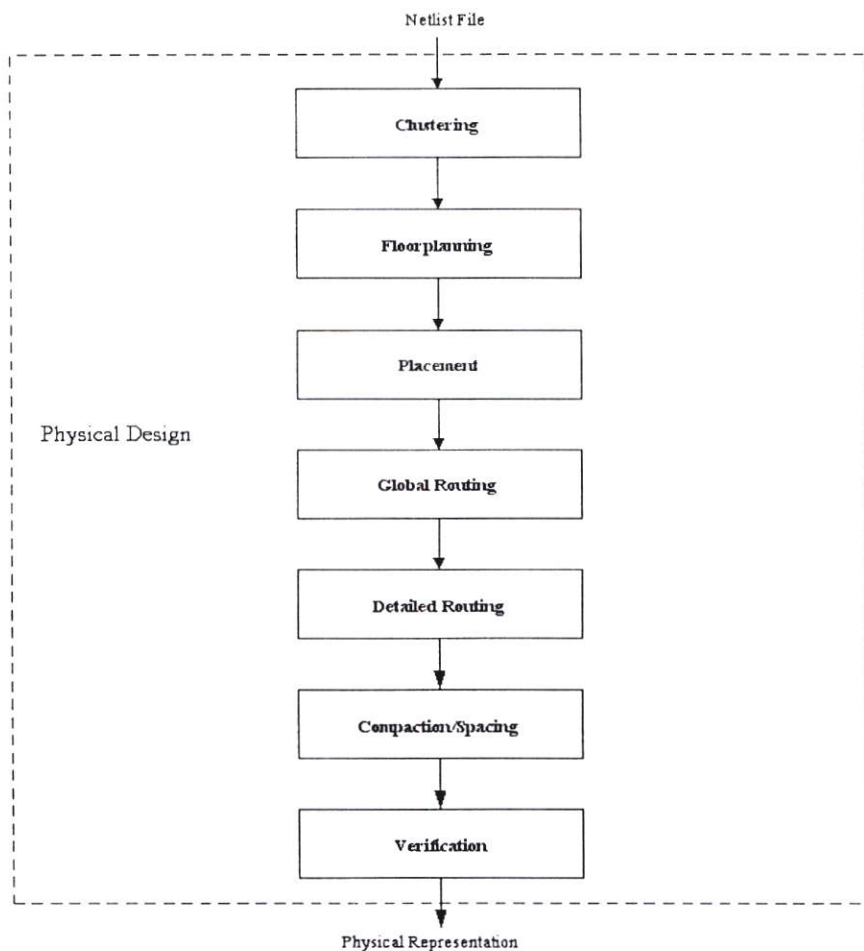 Netlist File
Clustering
Floorplanning
Placement
Physical Design
Global Routing
Detailed Routing
Compaction/Spacing
Verification
Physical Representation